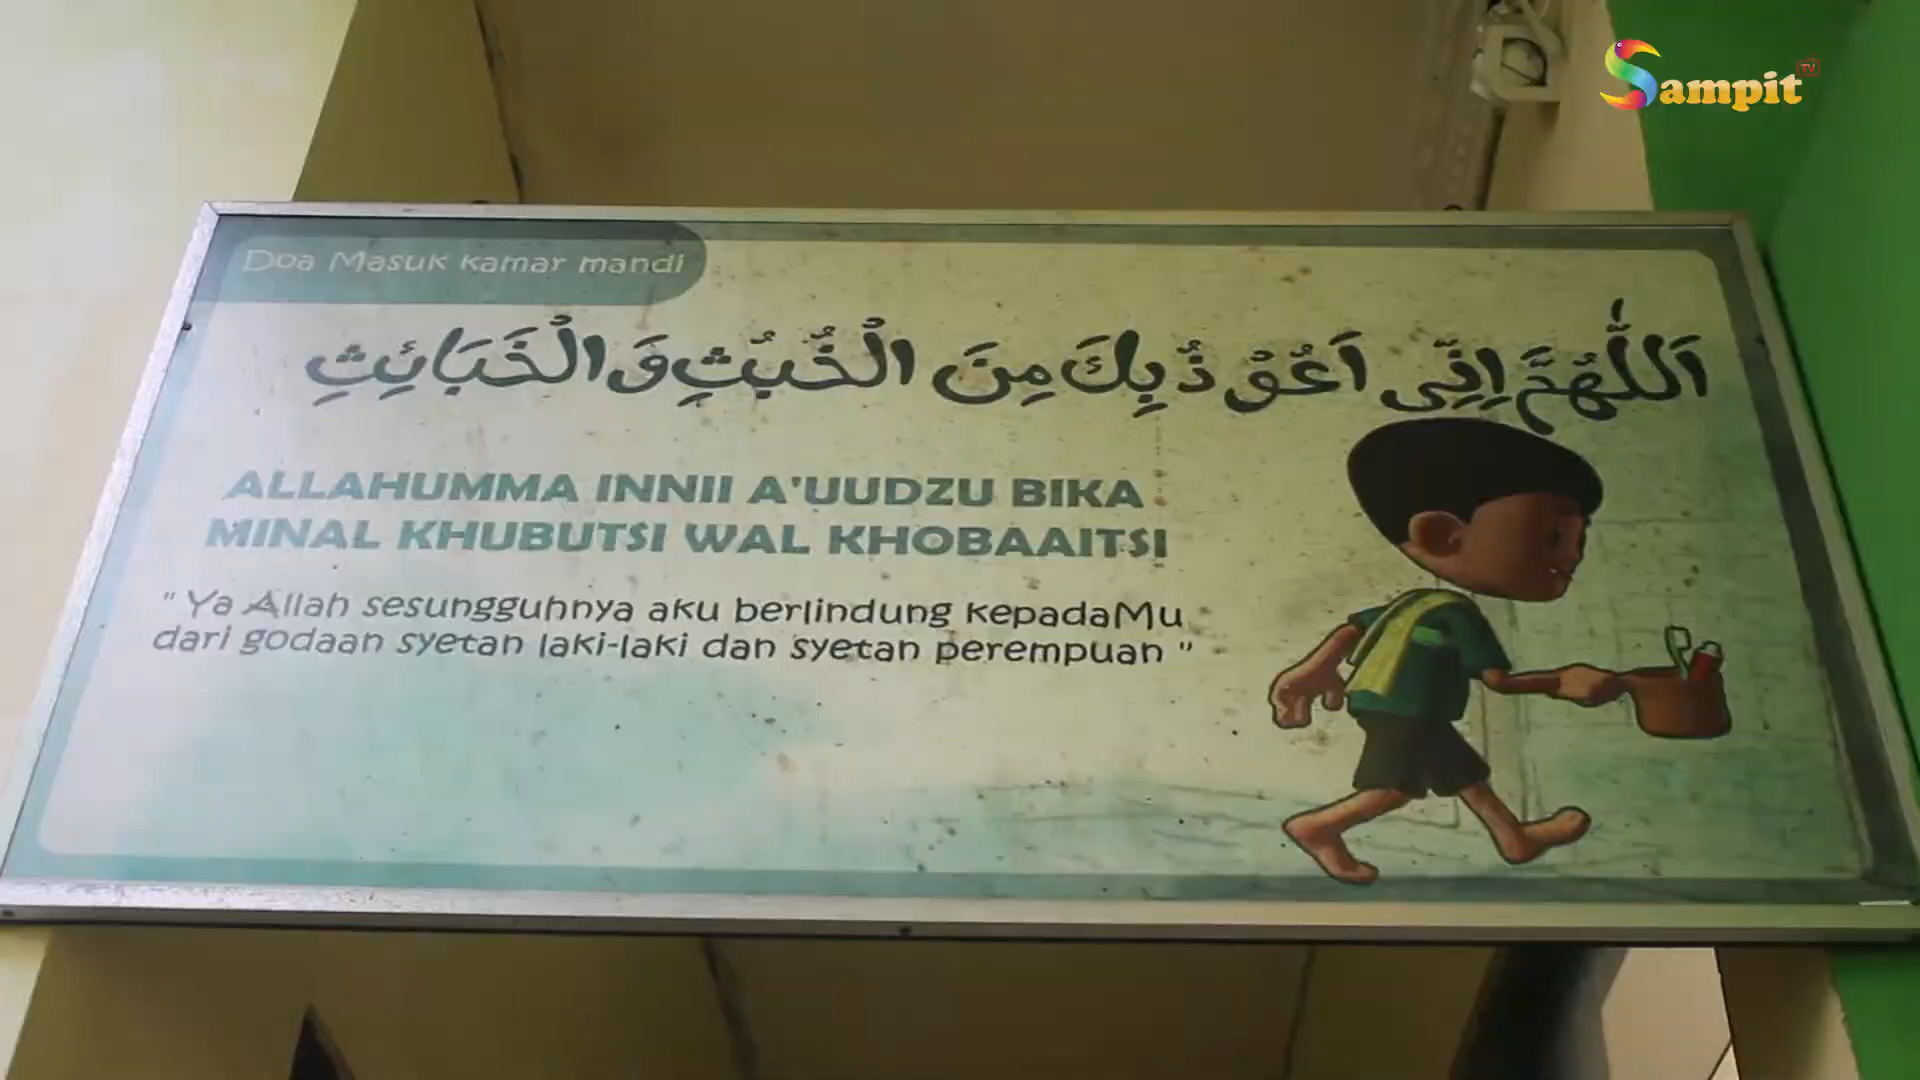 Sampit TV
Doa Masuk kamar mandi
اَللّٰهُمَّ اِنِّى اَعُوْذُبِكَ مِنَ الْخُبُثِ وَالْخَبَائِثِ
ALLAHUMMA INNII A'UUDZU BIKA
MINAL KHUBUTSI WAL KHOBAAITSI
" Ya Allah sesungguhnya aku berlindung kepadaMu
dari godaan syetan laki-laki dan syetan perempuan "